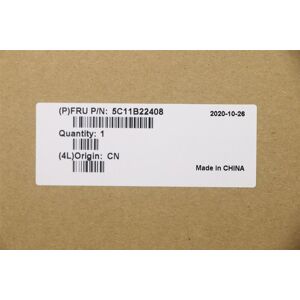 (P)FRU P/N: 5C11B22408
2020-10-26
Quantity: 1
(4L)Origin: CN
Made in CHINA